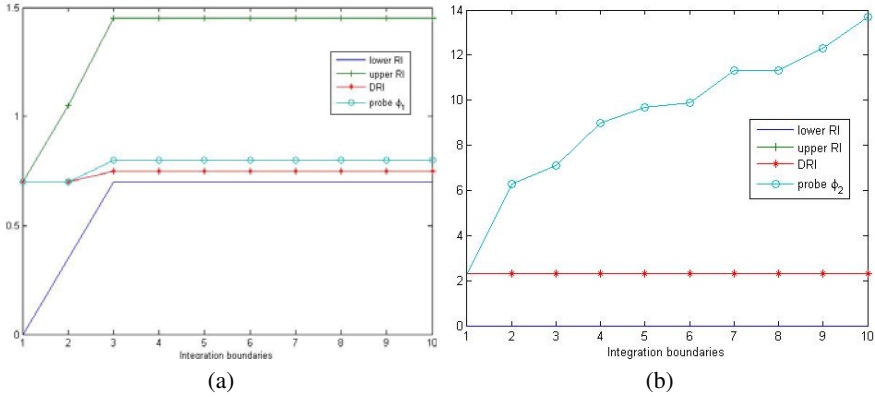 1.5
1
0.5
0
lower RI
upper RI
DRI
probe ϕ₁
1 2 3 4 5 6 7 8 9 10
Integration boundaries
(a)
14
12
10
8
6
4
2
0
lower RI
upper RI
DRI
probe ϕ₂
1 2 3 4 5 6 7 8 9 10
Integration boundaries
(b)